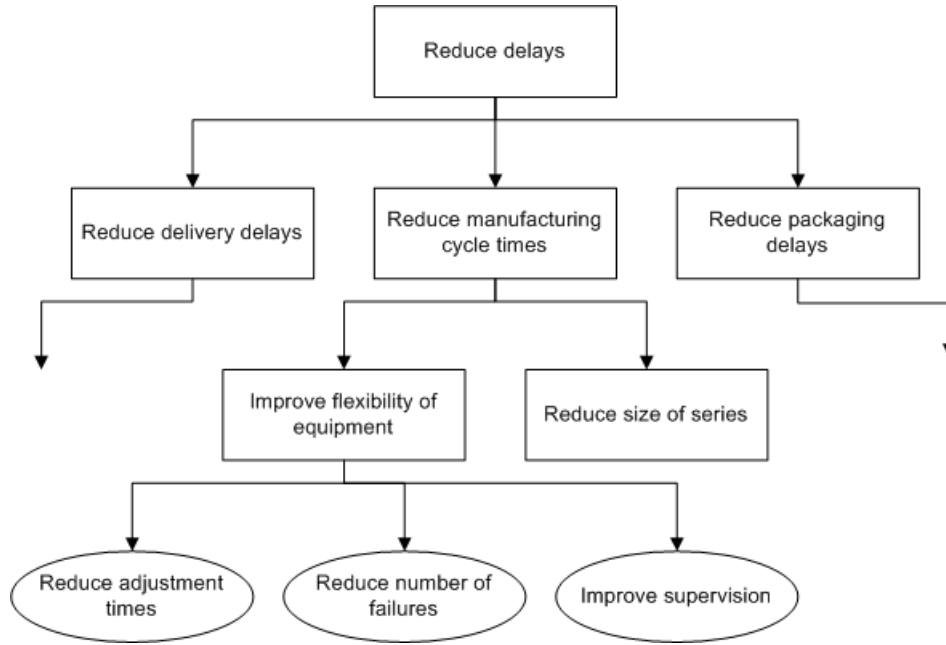 Reduce delays
Reduce delivery delays
Reduce manufacturing
cycle times
Reduce packaging
delays
Improve flexibility of
equipment
Reduce size of series
Reduce adjustment
times
Reduce number of
failures
Improve supervision